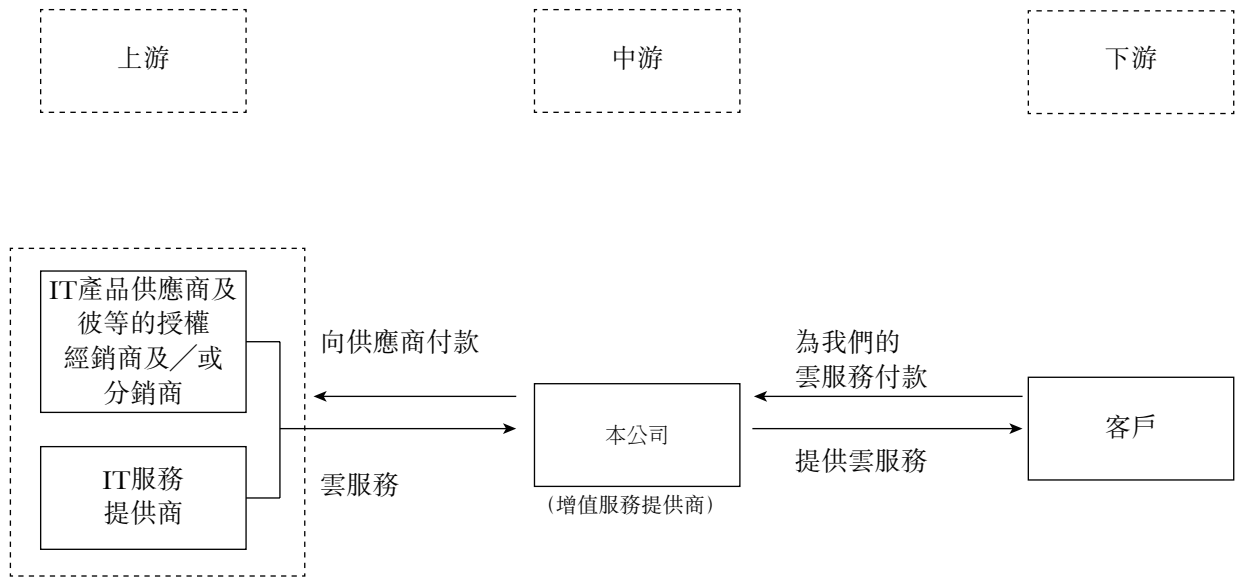 上游
中游
下游
IT產品供應商及
彼等的授權
經銷商及／或
分銷商
IT服務
提供商
向供應商付款
雲服務
本公司
（增值服務提供商）
為我們的
雲服務付款
提供雲服務
客戶